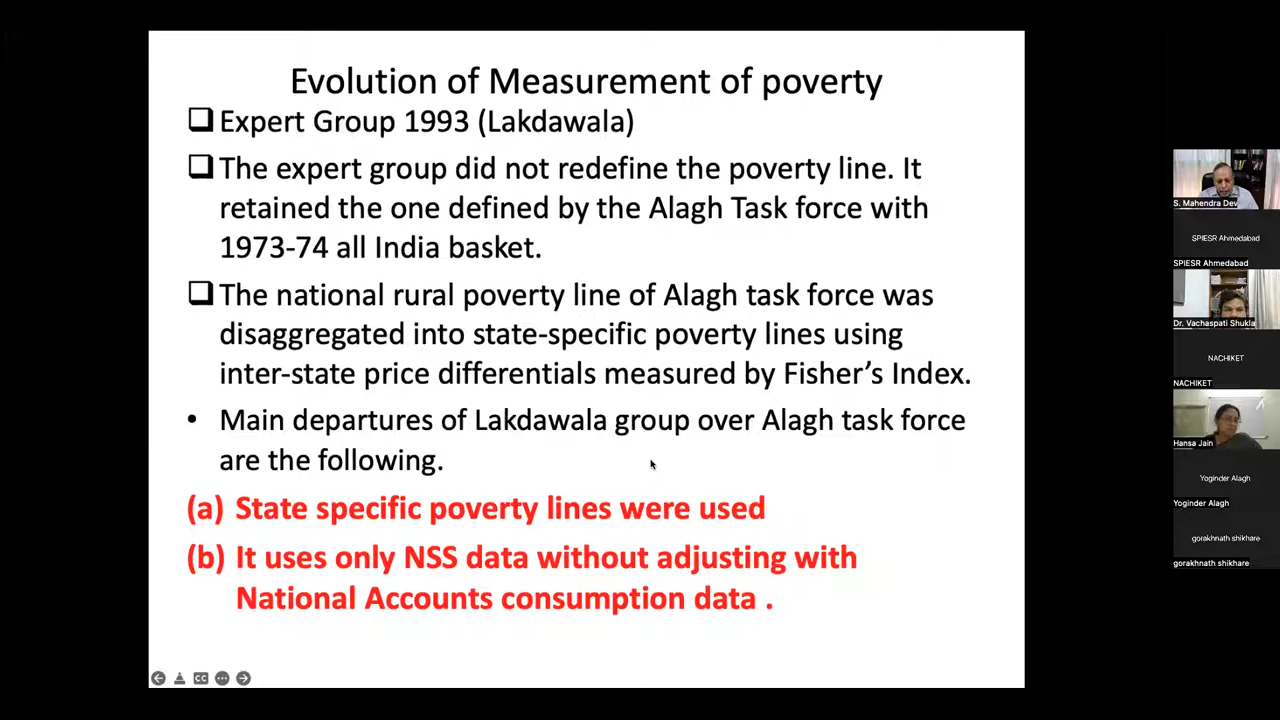 Evolution of Measurement of poverty
Expert Group 1993 (Lakdawala)
The expert group did not redefine the poverty line. It
retained the one defined by the Alagh Task force with
1973-74 all India basket.
The national rural poverty line of Alagh task force was
disaggregated into state-specific poverty lines using
inter-state price differentials measured by Fisher’s Index.
• Main departures of Lakdawala group over Alagh task force
are the following.
(a) State specific poverty lines were used
(b) It uses only NSS data without adjusting with
National Accounts consumption data .
CC
S. Mahendra Dev
SPIESR Ahmedabad
SPIESR Ahmedabad
Dr. Vachaspati Shukla
NACHIKET
NACHIKET
Hansa Jain
Yoginder Alagh
Yoginder Alagh
gorakhnath shikhare
gorakhnath shikhare